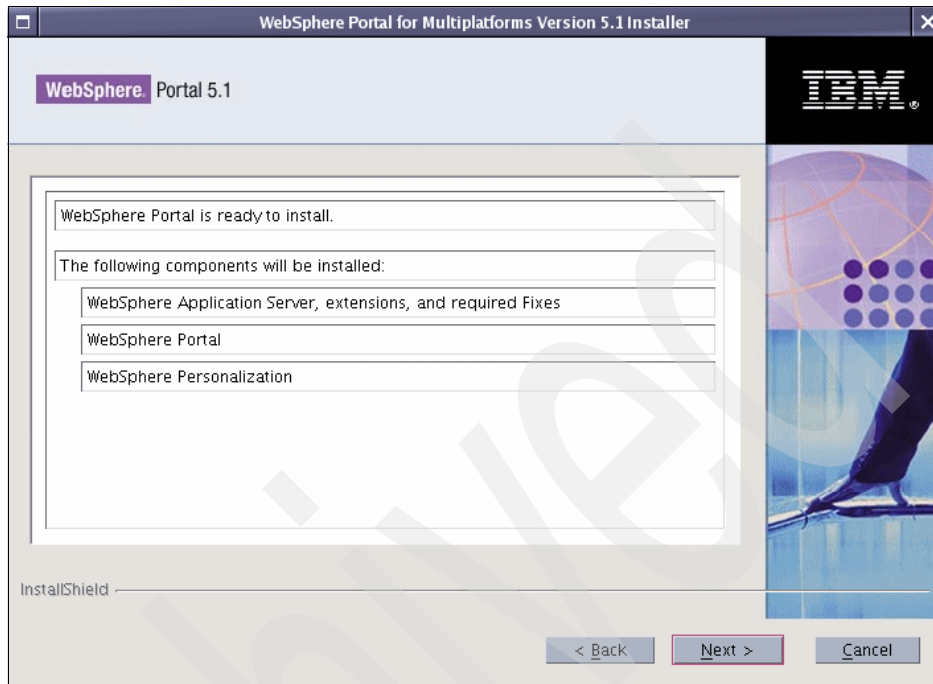 WebSphere Portal for Multiplatforms Version 5.1 Installer
WebSphere. Portal 5.1
IBM®
WebSphere Portal is ready to install.
The following components will be installed:
WebSphere Application Server, extensions, and required Fixes
WebSphere Portal
WebSphere Personalization
InstallShield
< Back
Next >
Cancel